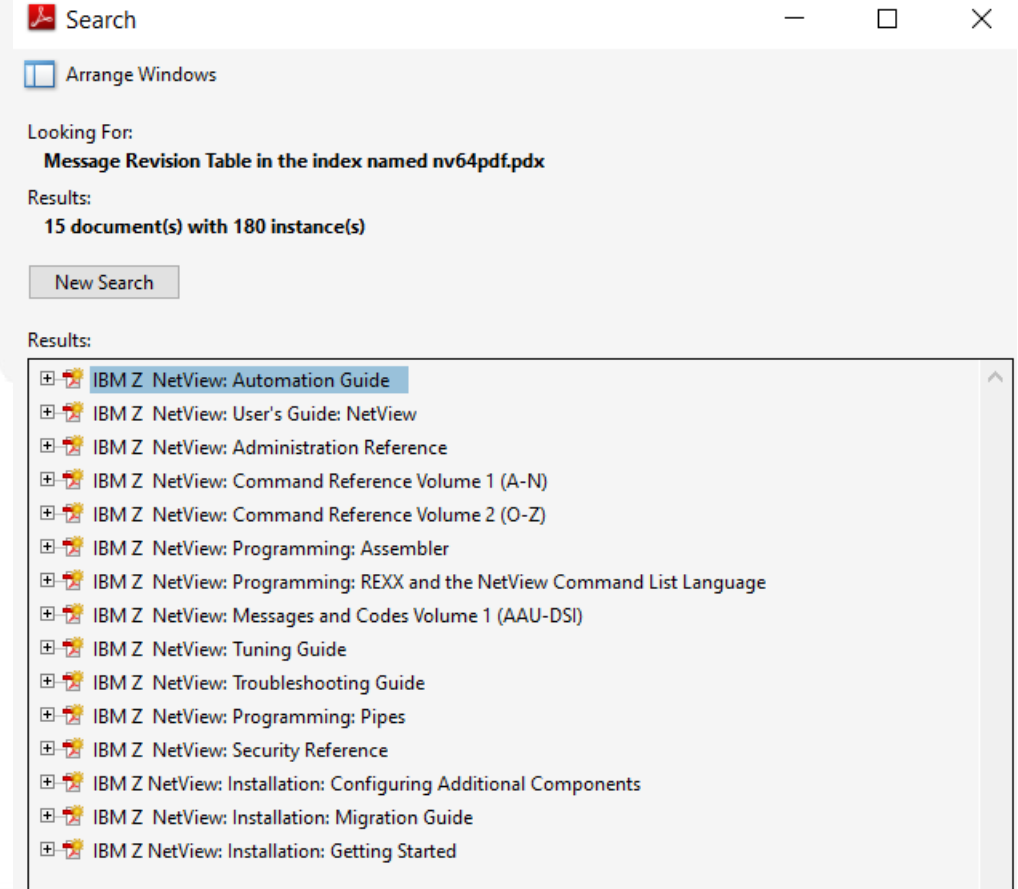 Search
Arrange Windows
Looking For:
Message Revision Table in the index named nv64pdf.pdx
Results:
15 document(s) with 180 instance(s)
New Search
Results:
IBM Z  NetView: Automation Guide
IBM Z  NetView: User's Guide: NetView
IBM Z  NetView: Administration Reference
IBM Z  NetView: Command Reference Volume 1 (A-N)
IBM Z  NetView: Command Reference Volume 2 (O-Z)
IBM Z  NetView: Programming: Assembler
IBM Z  NetView: Programming: REXX and the NetView Command List Language
IBM Z  NetView: Messages and Codes Volume 1 (AAU-DSI)
IBM Z  NetView: Tuning Guide
IBM Z  NetView: Troubleshooting Guide
IBM Z  NetView: Programming: Pipes
IBM Z  NetView: Security Reference
IBM Z NetView: Installation: Configuring Additional Components
IBM Z  NetView: Installation: Migration Guide
IBM Z NetView: Installation: Getting Started